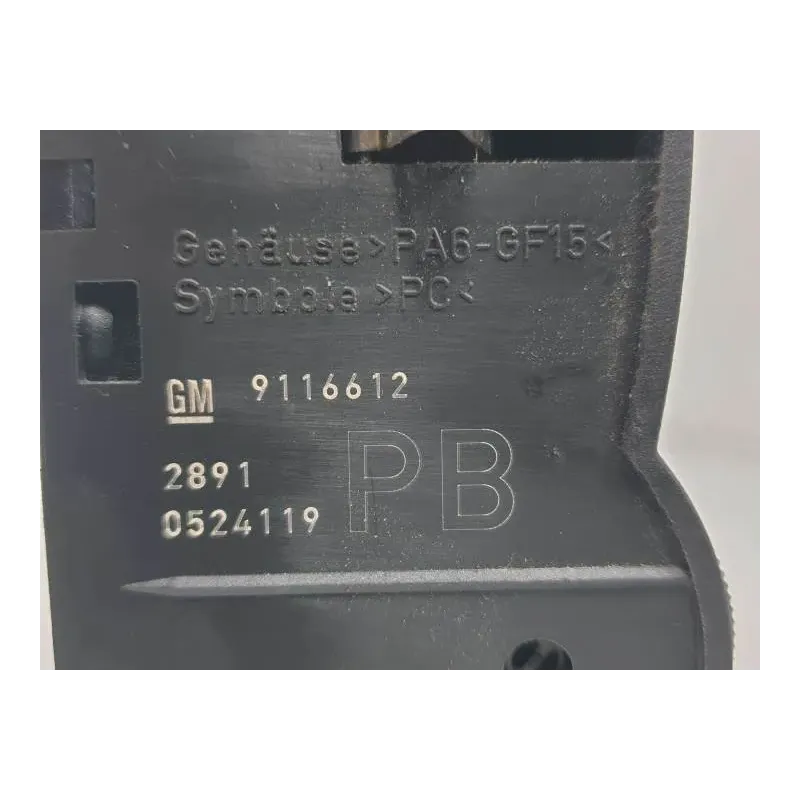 Gehäuse >PA6-GF15<
Symbole >PC<
GM 9116612
2891
0524119
PB